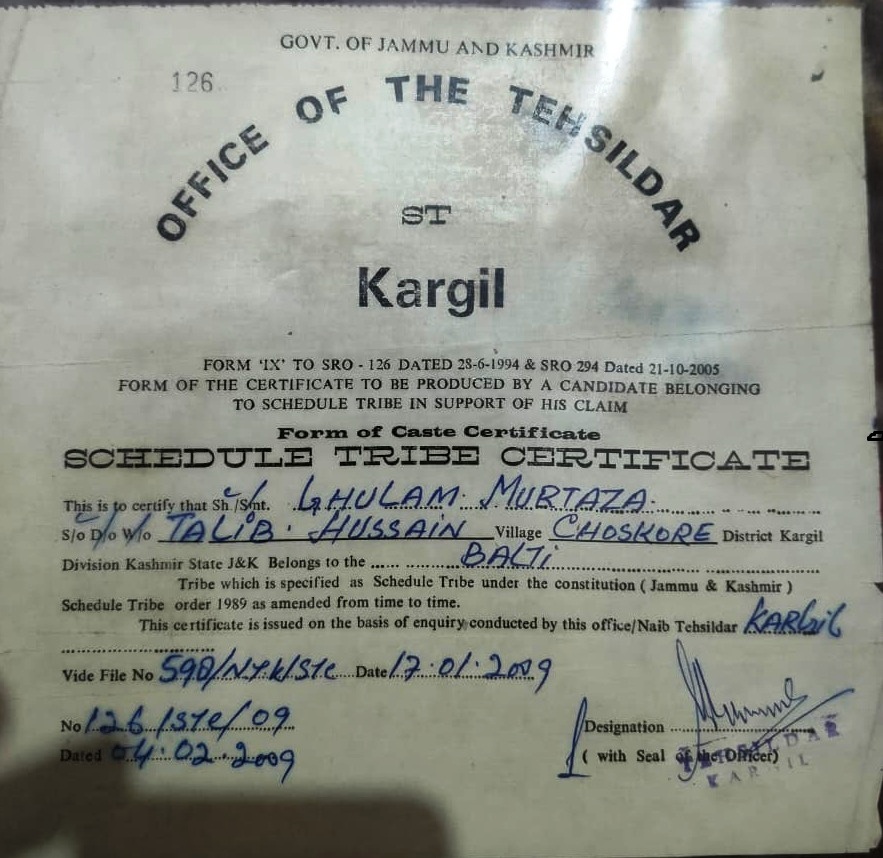 GOVT. OF JAMMU AND KASHMIR
126
OFFICE OF THE TEHSILDAR
ST
Kargil
FORM 'IX' TO SRO - 126 DATED 28-6-1994 & SRO 294 Dated 21-10-2005
FORM OF THE CERTIFICATE TO BE PRODUCED BY A CANDIDATE BELONGING
TO SCHEDULE TRIBE IN SUPPORT OF HIS CLAIM
Form of Caste Certificate
SCHEDULE TRIBE CERTIFICATE
This is to certify that Sh./Smt. GHULAM MURTAZA
S/o D/o W/o TALIB HUSSAIN Village CHOSKORE District Kargil
Division Kashmir State J&K Belongs to the ...... BALTI
Tribe which is specified as Schedule Tribe under the constitution ( Jammu & Kashmir )
Schedule Tribe order 1989 as amended from time to time.
This certificate is issued on the basis of enquiry conducted by this office/Naib Tehsildar KARGIL
Vide File No 598/NYK/STC Date 17.01.2009
No 126/STC/09
Dated 04.02.2009
Designation
( with Seal of the Officer)
TEHSILDAR
KARGIL